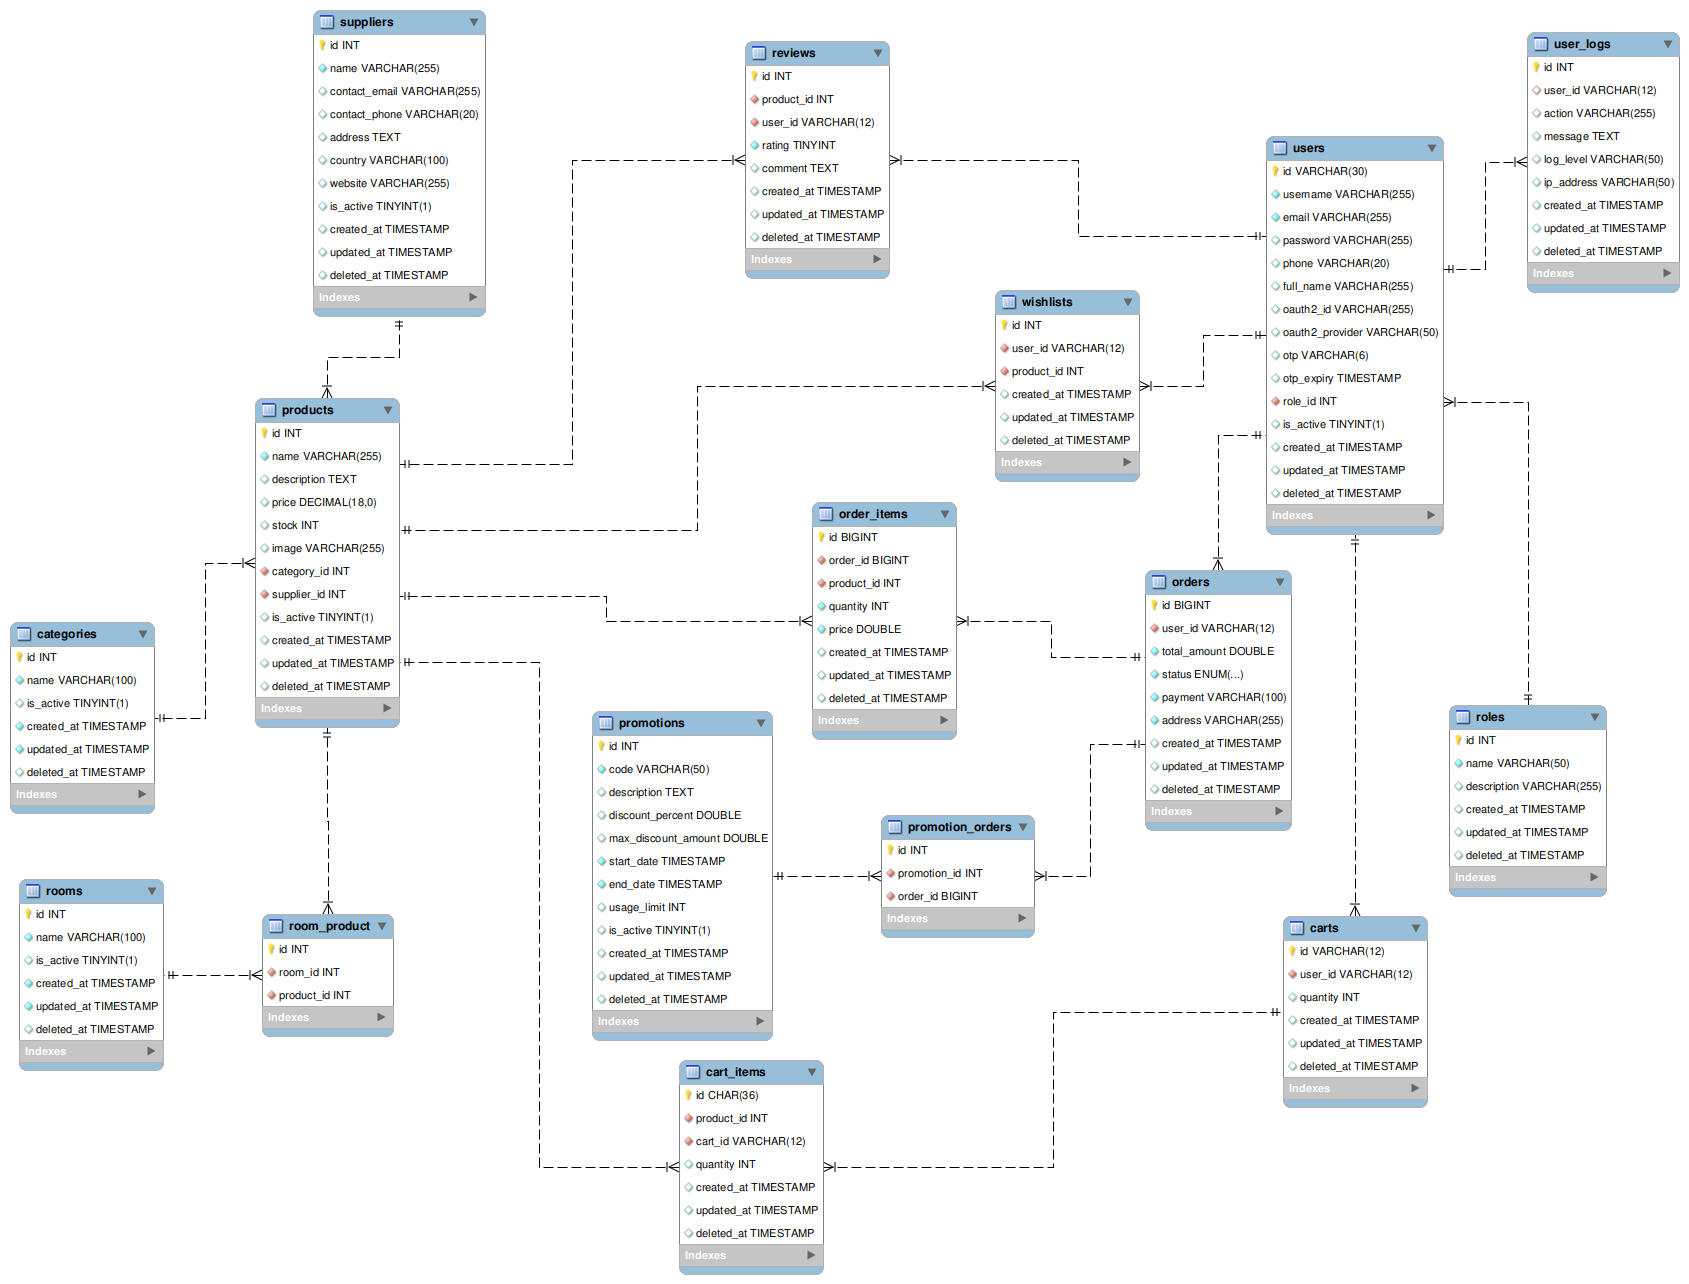 suppliers
id INT
name VARCHAR(255)
contact_email VARCHAR(255)
contact_phone VARCHAR(20)
address TEXT
country VARCHAR(100)
website VARCHAR(255)
is_active TINYINT(1)
created_at TIMESTAMP
updated_at TIMESTAMP
deleted_at TIMESTAMP
Indexes
reviews
id INT
product_id INT
user_id VARCHAR(12)
rating TINYINT
comment TEXT
created_at TIMESTAMP
updated_at TIMESTAMP
deleted_at TIMESTAMP
Indexes
user_logs
id INT
user_id VARCHAR(12)
action VARCHAR(255)
message TEXT
log_level VARCHAR(50)
ip_address VARCHAR(50)
created_at TIMESTAMP
updated_at TIMESTAMP
deleted_at TIMESTAMP
Indexes
users
id VARCHAR(30)
username VARCHAR(255)
email VARCHAR(255)
password VARCHAR(255)
phone VARCHAR(20)
full_name VARCHAR(255)
oauth2_id VARCHAR(255)
oauth2_provider VARCHAR(50)
otp VARCHAR(6)
otp_expiry TIMESTAMP
role_id INT
is_active TINYINT(1)
created_at TIMESTAMP
updated_at TIMESTAMP
deleted_at TIMESTAMP
Indexes
wishlists
id INT
user_id VARCHAR(12)
product_id INT
created_at TIMESTAMP
updated_at TIMESTAMP
deleted_at TIMESTAMP
Indexes
products
id INT
name VARCHAR(255)
description TEXT
price DECIMAL(18,0)
stock INT
image VARCHAR(255)
category_id INT
supplier_id INT
is_active TINYINT(1)
created_at TIMESTAMP
updated_at TIMESTAMP
deleted_at TIMESTAMP
Indexes
order_items
id BIGINT
order_id BIGINT
product_id INT
quantity INT
price DOUBLE
created_at TIMESTAMP
updated_at TIMESTAMP
deleted_at TIMESTAMP
Indexes
orders
id BIGINT
user_id VARCHAR(12)
total_amount DOUBLE
status ENUM(...)
payment VARCHAR(100)
address VARCHAR(255)
created_at TIMESTAMP
updated_at TIMESTAMP
deleted_at TIMESTAMP
Indexes
categories
id INT
name VARCHAR(100)
is_active TINYINT(1)
created_at TIMESTAMP
updated_at TIMESTAMP
deleted_at TIMESTAMP
Indexes
promotions
id INT
code VARCHAR(50)
description TEXT
discount_percent DOUBLE
max_discount_amount DOUBLE
start_date TIMESTAMP
end_date TIMESTAMP
usage_limit INT
is_active TINYINT(1)
created_at TIMESTAMP
updated_at TIMESTAMP
deleted_at TIMESTAMP
Indexes
roles
id INT
name VARCHAR(50)
description VARCHAR(255)
created_at TIMESTAMP
updated_at TIMESTAMP
deleted_at TIMESTAMP
Indexes
promotion_orders
id INT
promotion_id INT
order_id BIGINT
Indexes
rooms
id INT
name VARCHAR(100)
is_active TINYINT(1)
created_at TIMESTAMP
updated_at TIMESTAMP
deleted_at TIMESTAMP
Indexes
room_product
id INT
room_id INT
product_id INT
Indexes
carts
id VARCHAR(12)
user_id VARCHAR(12)
quantity INT
created_at TIMESTAMP
updated_at TIMESTAMP
deleted_at TIMESTAMP
Indexes
cart_items
id CHAR(36)
product_id INT
cart_id VARCHAR(12)
quantity INT
created_at TIMESTAMP
updated_at TIMESTAMP
deleted_at TIMESTAMP
Indexes